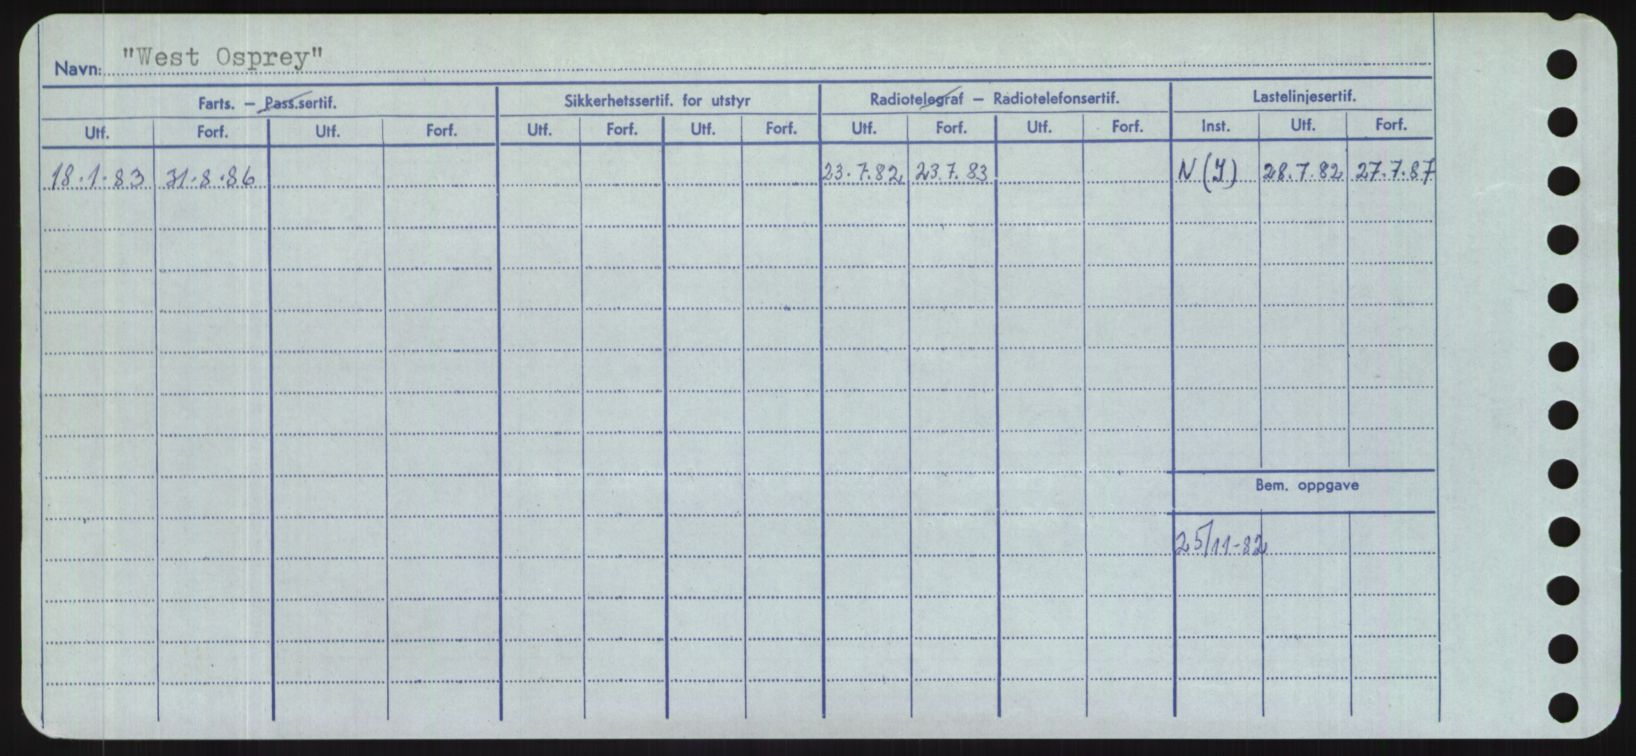 Navn: "West Osprey"
Farts. — Pass.sertif. Sikkerhetssertif. for utstyr Radiotelegraf — Radiotelefonsertif. Lastelinjesertif.
Utf. Forf. Utf. Forf. Utf. Forf. Utf. Forf. Utf. Forf. Utf. Forf. Inst. Utf. Forf.
18.1.83 31.8.86 23.7.82 23.7.83 N(I) 28.7.82 27.7.87
Bem. oppgave
25/11-82